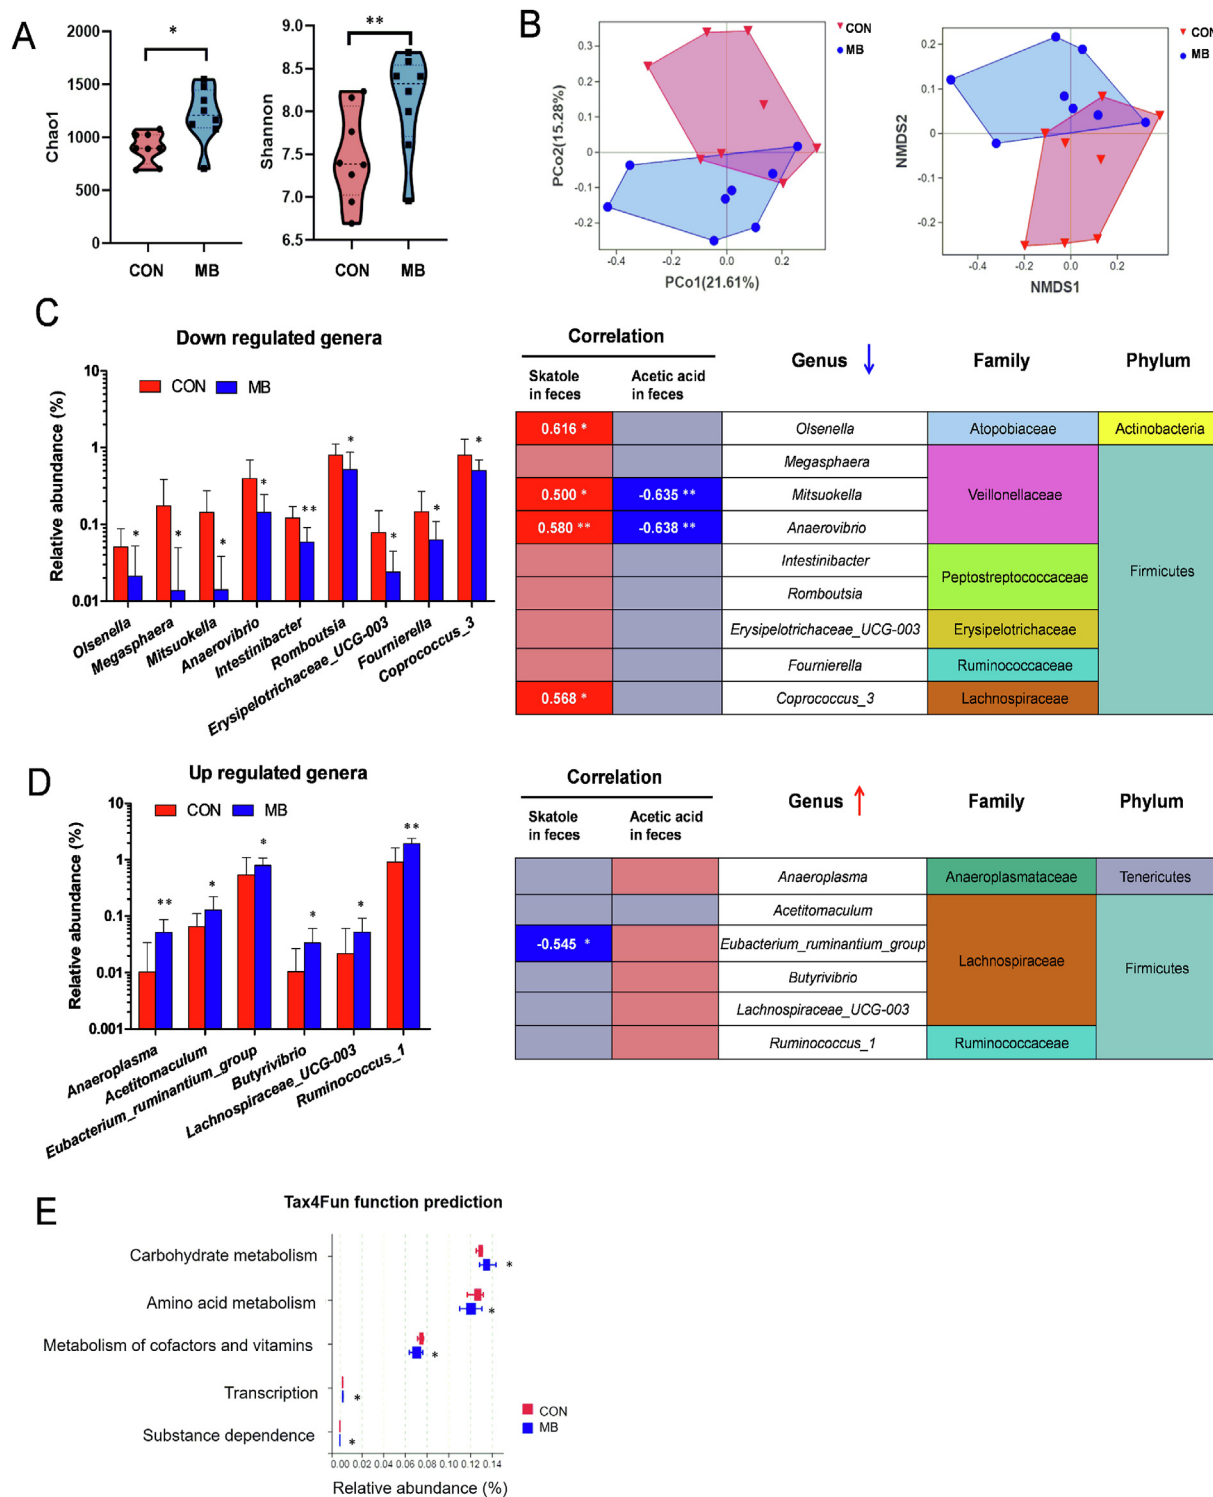 A
2000
1500
1000
500
0
Chao1
*
CON MB
9.0
8.5
8.0
7.5
7.0
6.5
Shannon
**
CON MB
B
0.3
0.2
0.1
0
-0.1
-0.2
PCo2(15.28%)
-0.4 -0.2 0.0 0.2
PCo1(21.61%)
CON
MB
0.2
0.1
0
-0.1
-0.2
NMDS2
-0.4 -0.2 0.0 0.2
NMDS1
CON
MB
C
Down regulated genera
CON MB
10
1
0.1
0.01
Relative abundance (%)
* * * * ** * * * *
Olsenella
Megasphaera
Mitsuokella
Anaerovibrio
Intestinibacter
Romboutsia
Erysipelotrichaceae_UCG-003
Fournierella
Coprococcus_3
Correlation
Genus ↓ Family Phylum
Skatole in feces
Acetic acid in feces
0.616 * Olsenella Atopobiaceae Actinobacteria
Megasphaera
0.500 * -0.635 ** Mitsuokella Veillonellaceae
0.580 ** -0.638 ** Anaerovibrio
Intestinibacter
Peptostreptococcaceae Firmicutes
Romboutsia
Erysipelotrichaceae_UCG-003 Erysipelotrichaceae
Fournierella Ruminococcaceae
0.568 * Coprococcus_3 Lachnospiraceae
D
Up regulated genera
CON MB
10
1
0.1
0.01
0.001
Relative abundance (%)
** * * * * **
Anaeroplasma
Acetitomaculum
Eubacterium_ruminantium_group
Butyrivibrio
Lachnospiraceae_UCG-003
Ruminococcus_1
Correlation
Genus ↑ Family Phylum
Skatole in feces
Acetic acid in feces
Anaeroplasma Anaeroplasmataceae Tenericutes
Acetitomaculum
-0.545 * Eubacterium_ruminantium_group
Lachnospiraceae
Butyrivibrio Firmicutes
Lachnospiraceae_UCG-003
Ruminococcus_1 Ruminococcaceae
E
Tax4Fun function prediction
Carbohydrate metabolism *
Amino acid metabolism *
Metabolism of cofactors and vitamins *
Transcription *
Substance dependence *
CON
MB
0.00 0.02 0.04 0.06 0.08 0.10 0.12 0.14
Relative abundance (%)